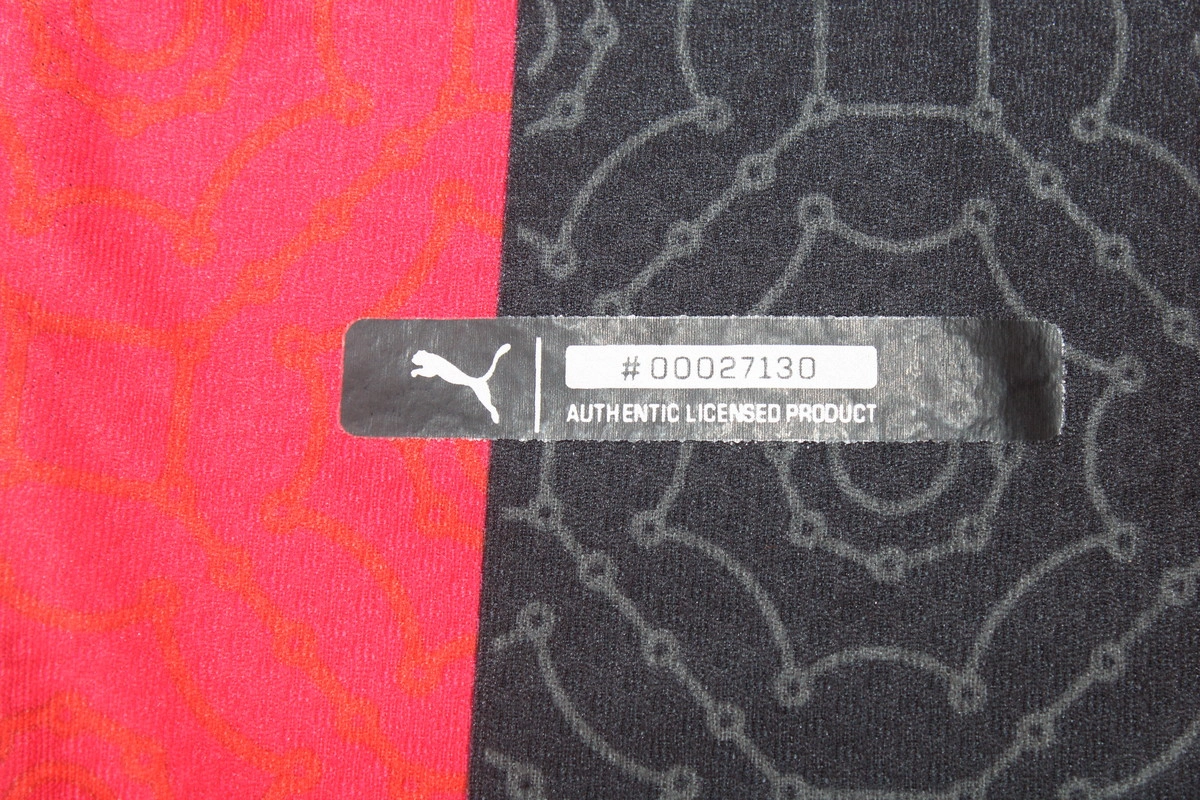 #00027130
AUTHENTIC LICENSED PRODUCT